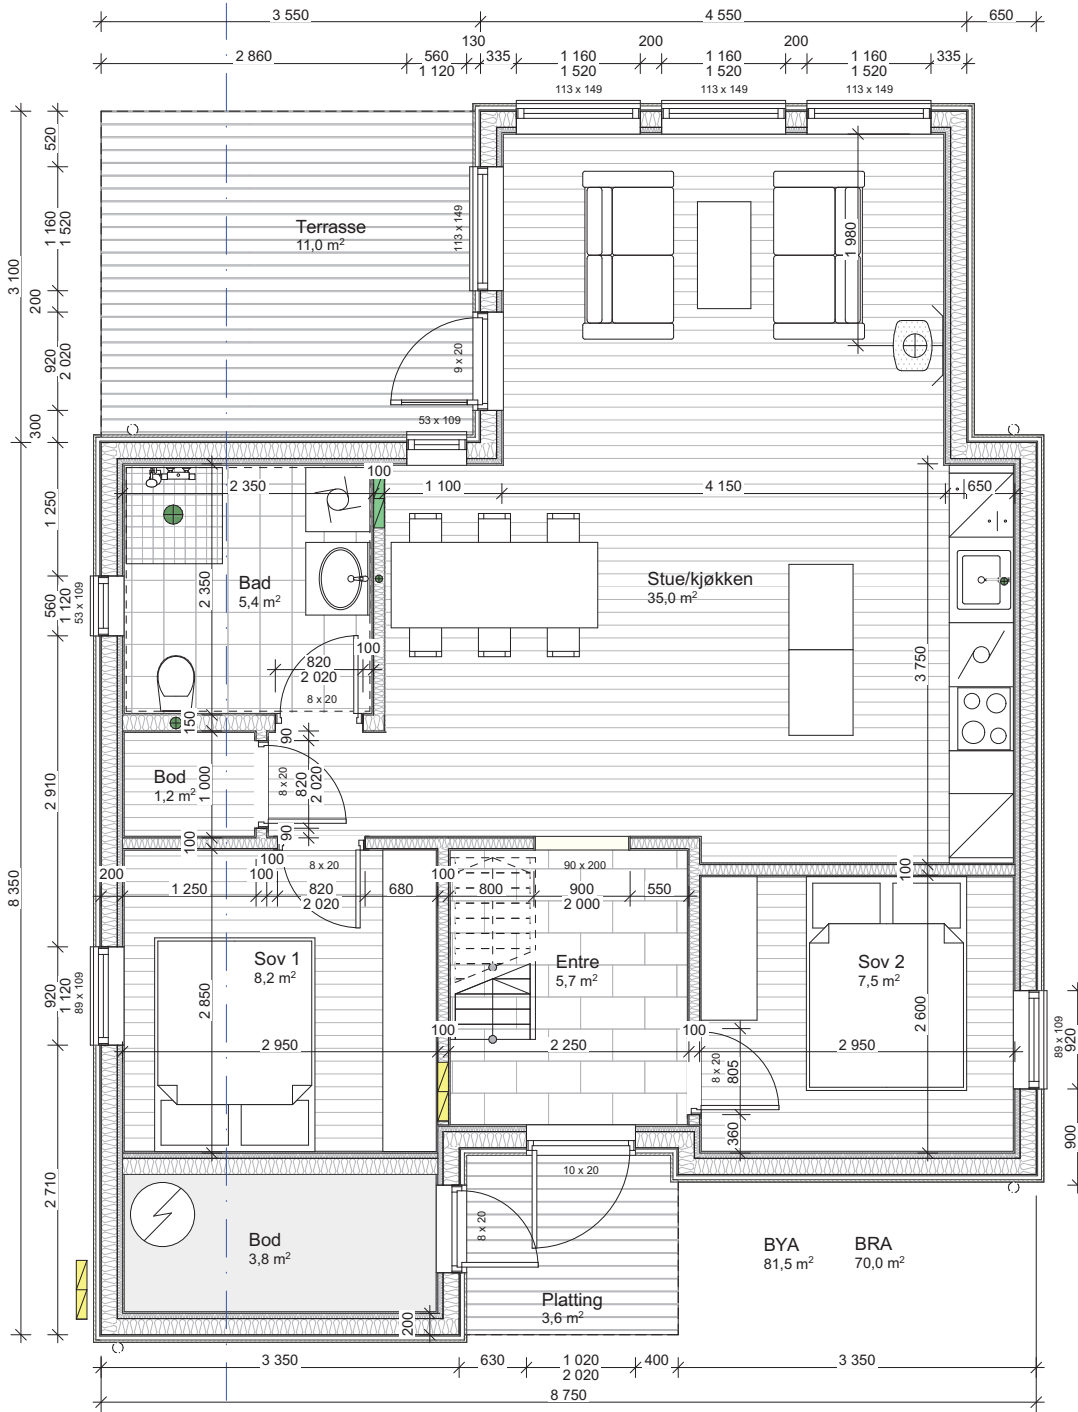 3 550
4 550
650
130
200
200
2 860
560
335
1 160
1 160
1 160
335
1 120
1 520
1 520
1 520
113 x 149
113 x 149
113 x 149
520
1 160
1 520
3 100
200
920
2 020
300
Terrasse
11,0 m²
113 x 149
9 x 20
53 x 109
1 980
1 250
2 350
100
1 100
4 150
650
560
1 120
53 x 109
Bad
5,4 m²
2 350
Stue/kjøkken
35,0 m²
3 750
100
820
2 020
8 x 20
150
90
8 x 20
820
2 020
90
Bod
1,2 m²
1 000
2 910
8 350
100
100
8 x 20
90 x 200
100
200
1 250
100
820
2 020
680
100
800
900
2 000
550
Sov 1
8,2 m²
2 850
Entre
5,7 m²
Sov 2
7,5 m²
2 600
920
1 120
89 x 109
100
100
2 950
2 250
2 950
8 x 20
805
360
89 x 109
920
900
2 710
10 x 20
8 x 20
Bod
3,8 m²
BYA
81,5 m²
BRA
70,0 m²
Platting
3,6 m²
200
3 350
630
1 020
2 020
400
3 350
8 750